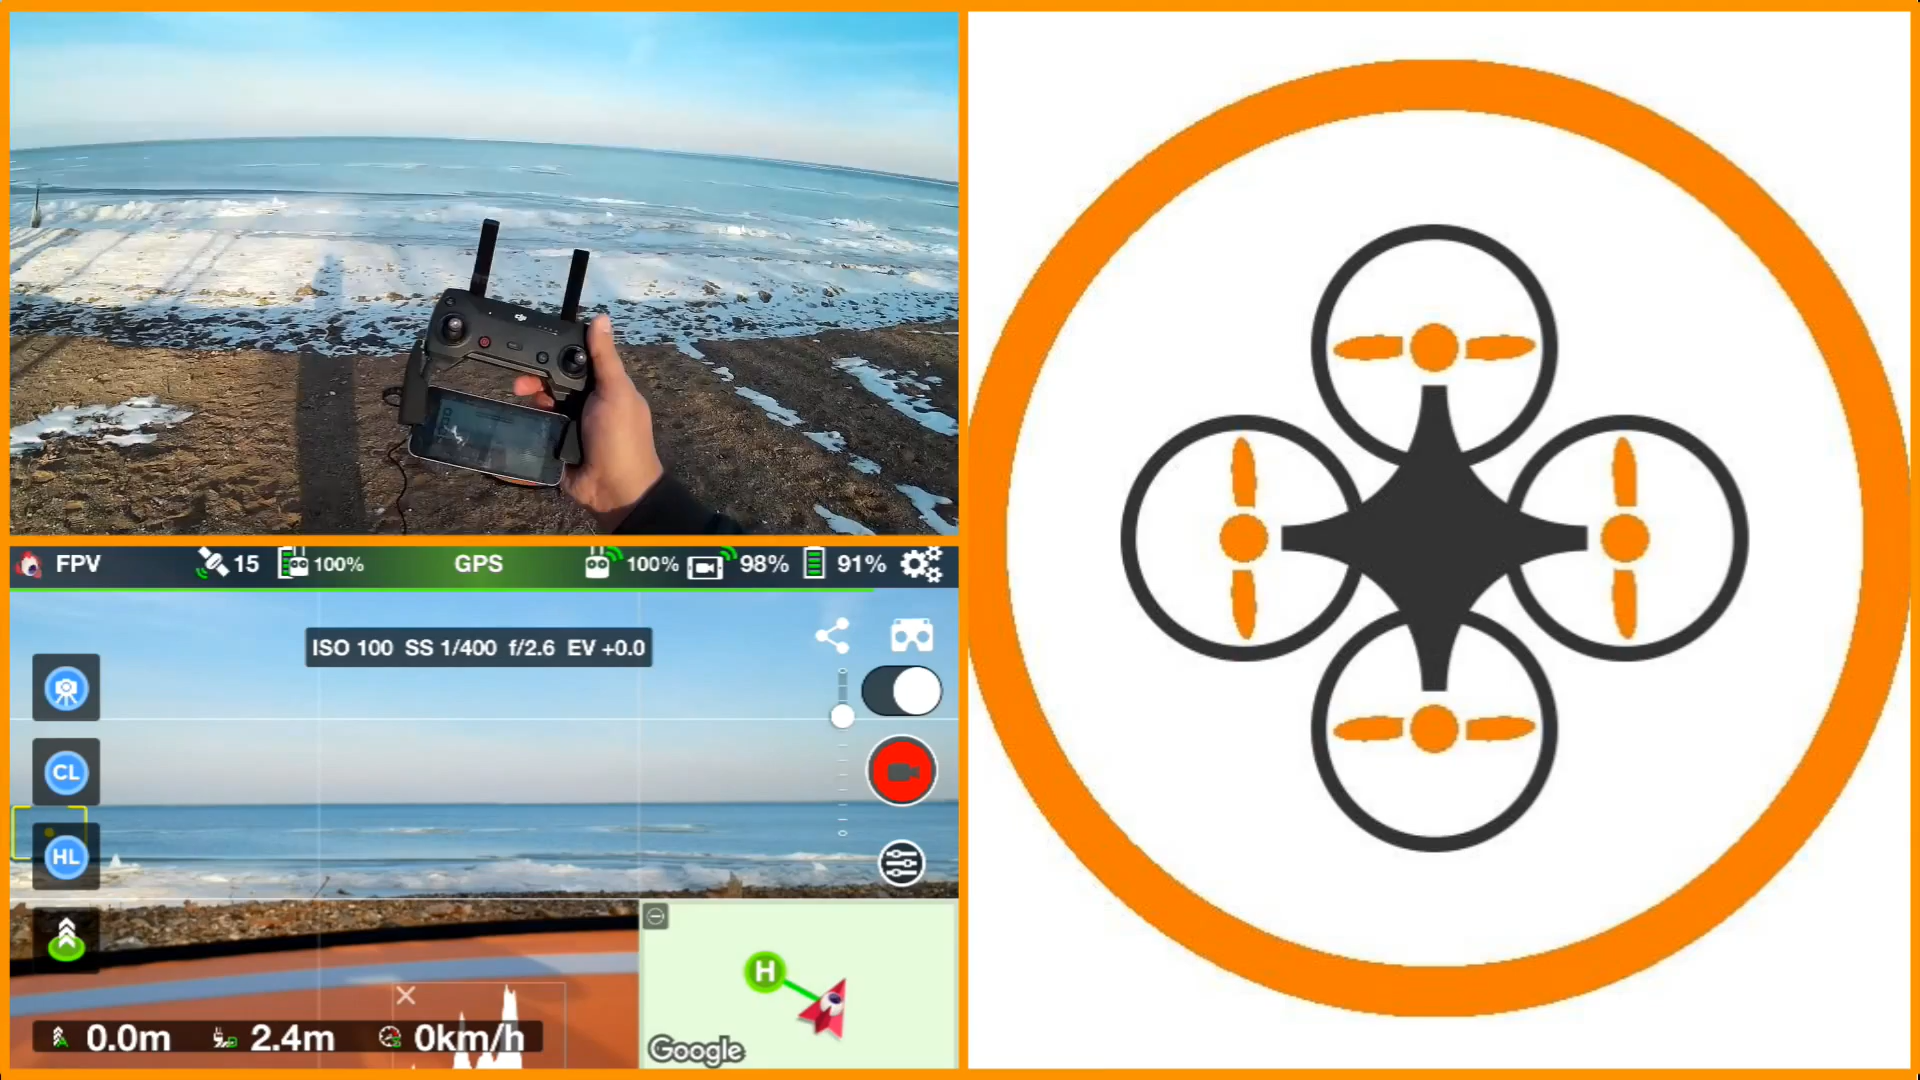 FPV 15 100% GPS 100% 98% 91%
ISO 100 SS 1/400 f/2.6 EV +0.0
CL
HL
H
0.0m 2.4m 0km/h
Google